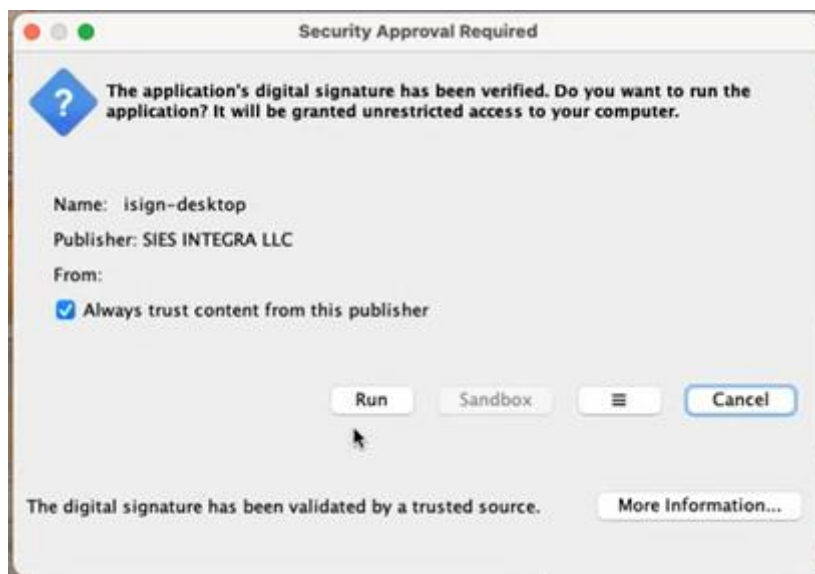 Security Approval Required
?
The application's digital signature has been verified. Do you want to run the
application? It will be granted unrestricted access to your computer.
Name: isign-desktop
Publisher: SIES INTEGRA LLC
From:
Always trust content from this publisher
Run Sandbox ≡ Cancel
The digital signature has been validated by a trusted source. More Information...